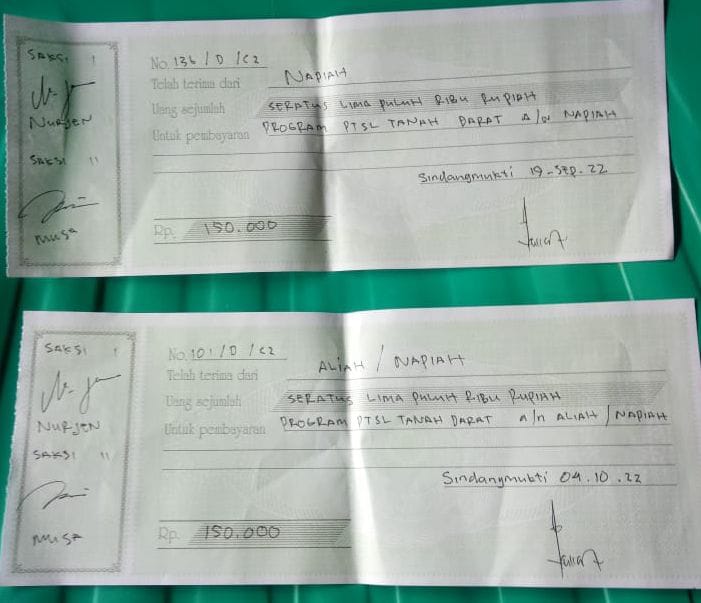 SAKSI I
NURJEN
SAKSI II
MUSA
No. 136 / D / C2
Telah terima dari NAPIAH
Uang sejumlah SERATUS LIMA PULUH RIBU RUPIAH
Untuk pembayaran PROGRAM PTSL TANAH DARAT A/N NAPIAH
Sindangmukti 19-Sep.22
Rp. 150.000
SAKSI I
NURJEN
SAKSI II
MUSA
No. 101 / D / C2
Telah terima dari ALIAH / NAPIAH
Uang sejumlah SERATUS LIMA PULUH RIBU RUPIAH
Untuk pembayaran PROGRAM PTSL TANAH DARAT a/n ALIAH / NAPIAH
Sindangmukti 04.10.22
Rp. 150.000